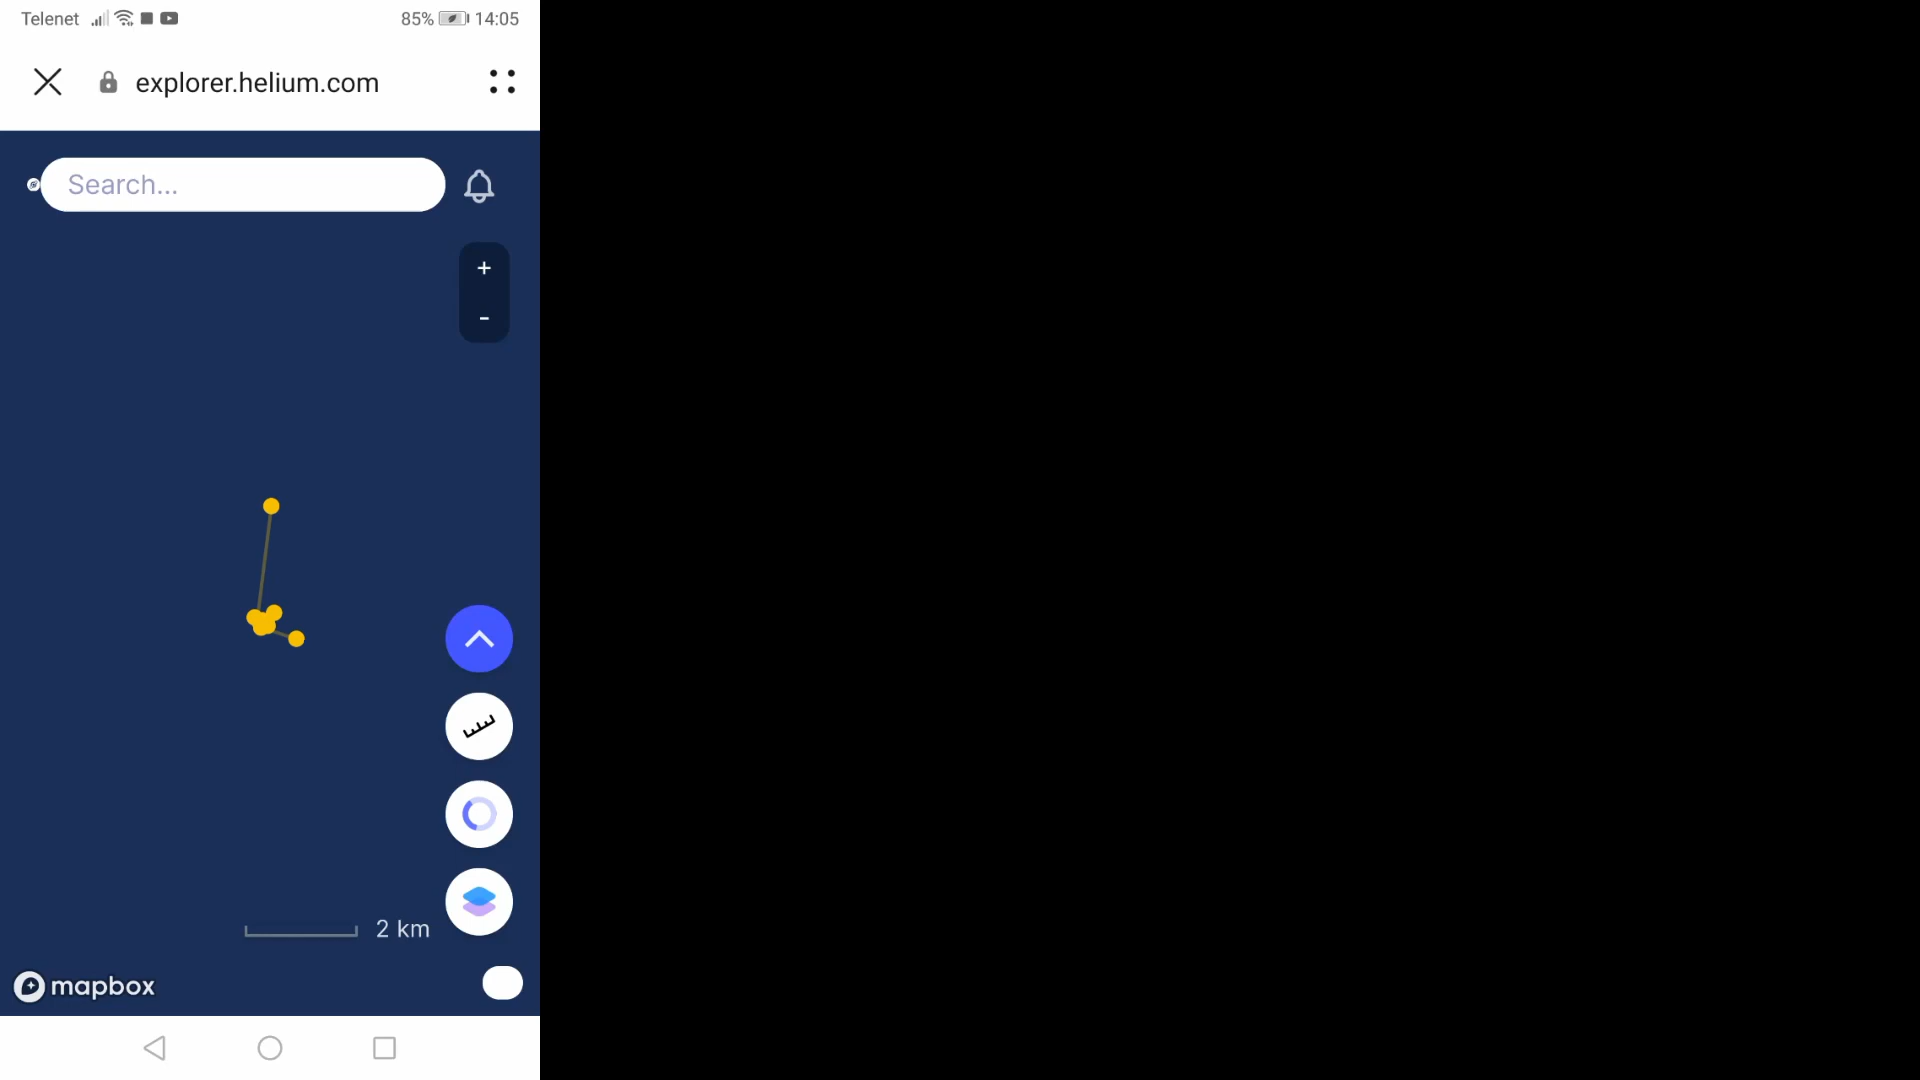 Telenet 85% 14:05
explorer.helium.com
Search...
+
-
2 km
mapbox